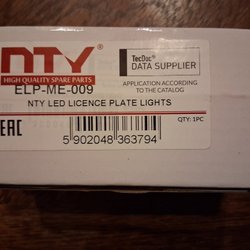 nTY
HIGH QUALITY SPARE PARTS
TecDoc®
DATA SUPPLIER
APPLICATION ACCORDING
TO THE CATALOG
ELP-ME-009
NTY LED LICENCE PLATE LIGHTS
EAC
QTY: 1PC
5 902048 363794